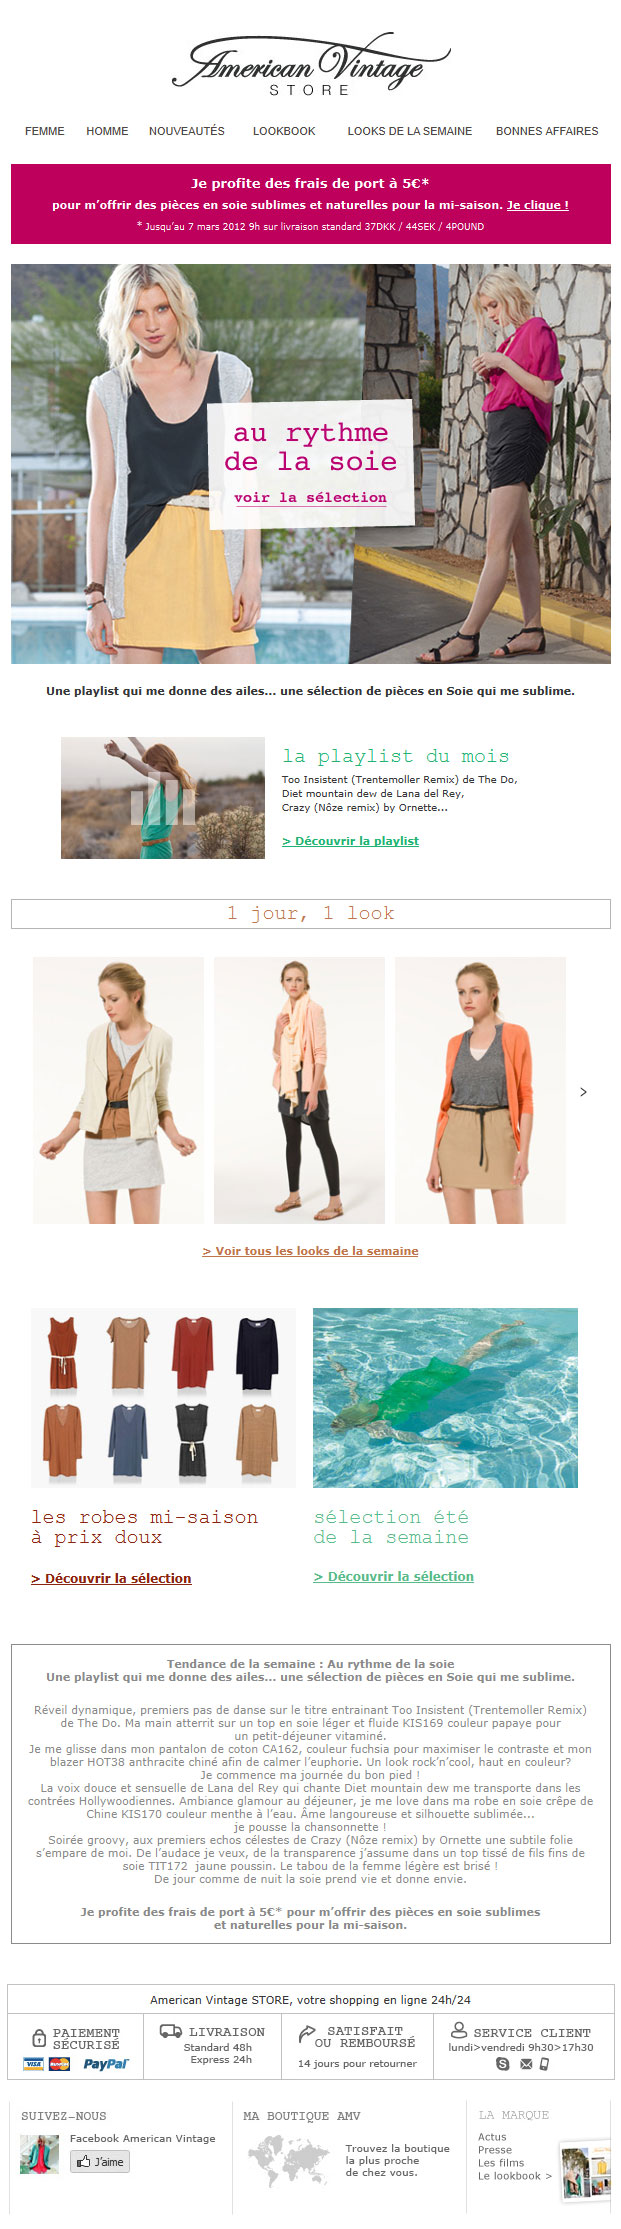 American Vintage
STORE
FEMME HOMME NOUVEAUTÉS LOOKBOOK LOOKS DE LA SEMAINE BONNES AFFAIRES
Je profite des frais de port à 5€*
pour m’offrir des pièces en soie sublimes et naturelles pour la mi-saison. Je clique !
* Jusqu’au 7 mars 2012 9h sur livraison standard 37DKK / 44SEK / 4POUND
au rythme
de la soie
voir la sélection
Une playlist qui me donne des ailes... une sélection de pièces en Soie qui me sublime.
la playlist du mois
Too Insistent (Trentemoller Remix) de The Do,
Diet mountain dew de Lana del Rey,
Crazy (Nôze remix) by Ornette...
> Découvrir la playlist
1 jour, 1 look
>
> Voir tous les looks de la semaine
les robes mi-saison
à prix doux
> Découvrir la sélection
sélection été
de la semaine
> Découvrir la sélection
Tendance de la semaine : Au rythme de la soie
Une playlist qui me donne des ailes... une sélection de pièces en Soie qui me sublime.
Réveil dynamique, premiers pas de danse sur le titre entrainant Too Insistent (Trentemoller Remix)
de The Do. Ma main atterrit sur un top en soie léger et fluide KIS169 couleur papaye pour
un petit-déjeuner vitaminé.
Je me glisse dans mon pantalon de coton CA162, couleur fuchsia pour maximiser le contraste et mon
blazer HOT38 anthracite chiné afin de calmer l’euphorie. Un look rock’n’cool, haut en couleur?
Je commence ma journée du bon pied !
La voix douce et sensuelle de Lana del Rey qui chante Diet mountain dew me transporte dans les
contrées Hollywoodiennes. Ambiance glamour au déjeuner, je me love dans ma robe en soie crêpe de
Chine KIS170 couleur menthe à l’eau. Âme langoureuse et silhouette sublimée...
je pousse la chansonnette !
Soirée groovy, aux premiers echos célestes de Crazy (Nôze remix) by Ornette une subtile folie
s’empare de moi. De l’audace je veux, de la transparence j’assume dans un top tissé de fils fins de
soie TIT172 jaune poussin. Le tabou de la femme légère est brisé !
De jour comme de nuit la soie prend vie et donne envie.
Je profite des frais de port à 5€* pour m’offrir des pièces en soie sublimes
et naturelles pour la mi-saison.
American Vintage STORE, votre shopping en ligne 24h/24
PAIEMENT
SÉCURISÉ
VISA MasterCard PayPal
LIVRAISON
Standard 48h
Express 24h
SATISFAIT
OU REMBOURSÉ
14 jours pour retourner
SERVICE CLIENT
lundi>vendredi 9h30>17h30
SUIVEZ-NOUS
Facebook American Vintage
J’aime
MA BOUTIQUE AMV
Trouvez la boutique
la plus proche
de chez vous.
LA MARQUE
Actus
Presse
Les films
Le lookbook >